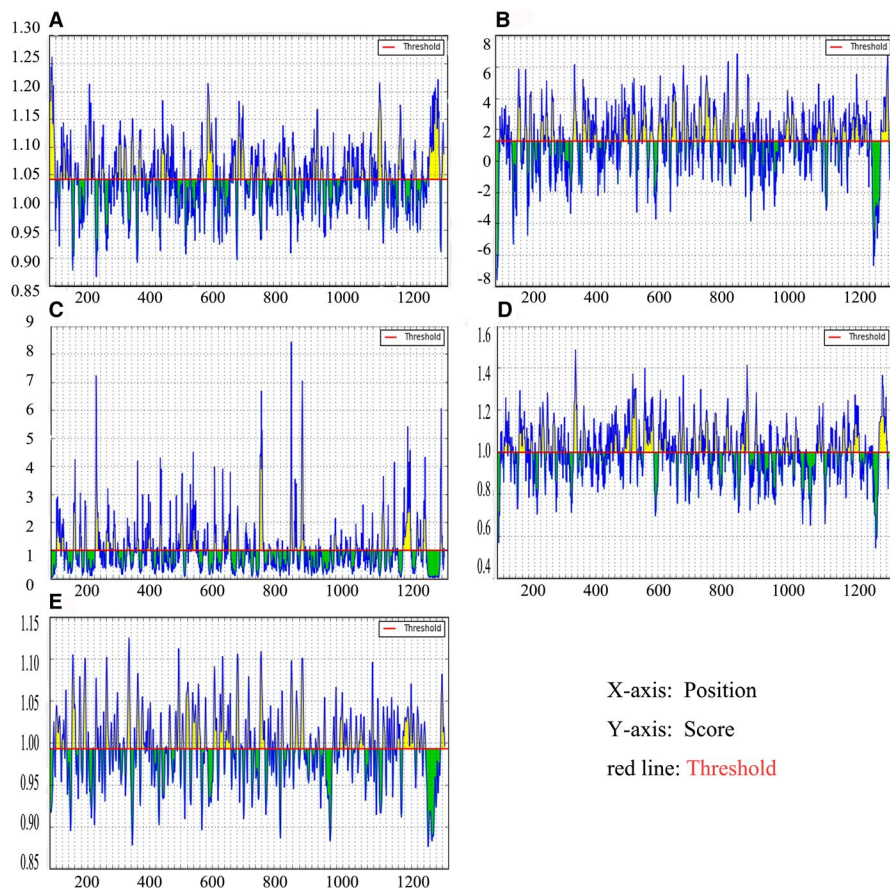 A
1.30
1.25
1.20
1.15
1.10
1.05
1.00
0.95
0.90
0.85
Threshold
200 400 600 800 1000 1200
B
8
6
4
2
0
-2
-4
-6
-8
Threshold
200 400 600 800 1000 1200
C
9
8
7
6
5
4
3
2
1
0
Threshold
200 400 600 800 1000 1200
D
1.6
1.4
1.2
1.0
0.8
0.6
0.4
Threshold
200 400 600 800 1000 1200
E
1.15
1.10
1.05
1.00
0.95
0.90
0.85
Threshold
200 400 600 800 1000 1200
X-axis: Position
Y-axis: Score
red line: Threshold